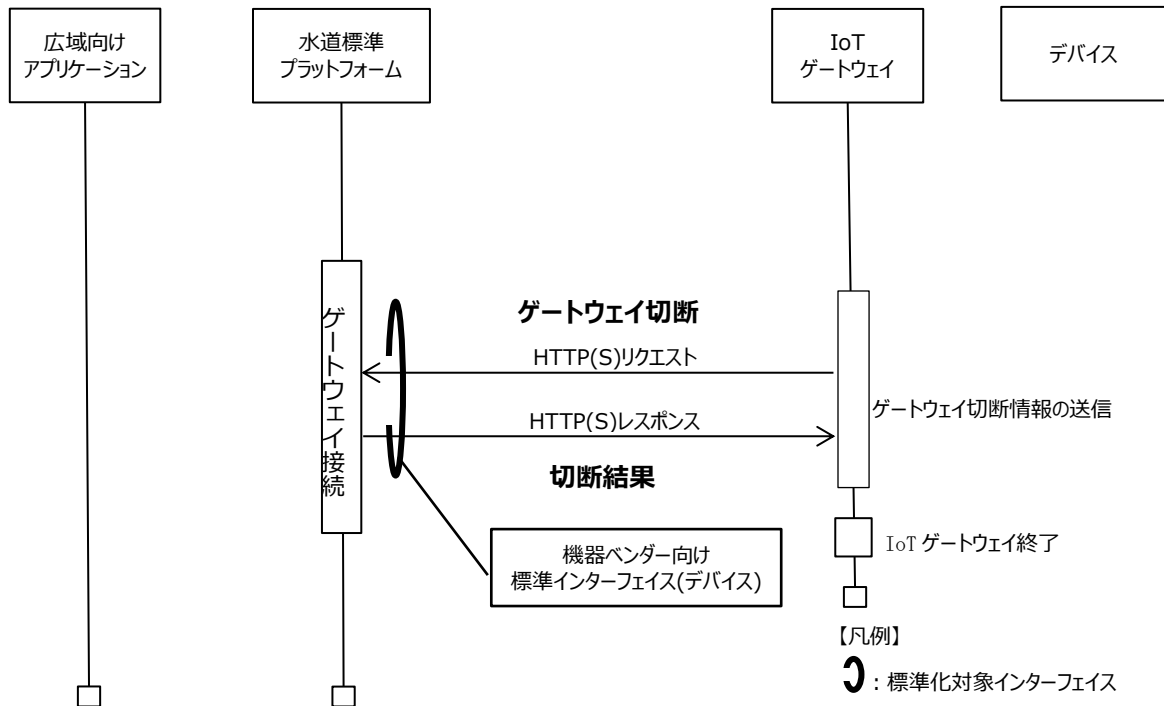 広域向け
アプリケーション
水道標準
プラットフォーム
IoT
ゲートウェイ
デバイス
ゲートウェイ接続
ゲートウェイ切断
HTTP(S)リクエスト
ゲートウェイ切断情報の送信
HTTP(S)レスポンス
切断結果
機器ベンダー向け
標準インターフェイス(デバイス)
IoT ゲートウェイ終了
【凡例】
：標準化対象インターフェイス